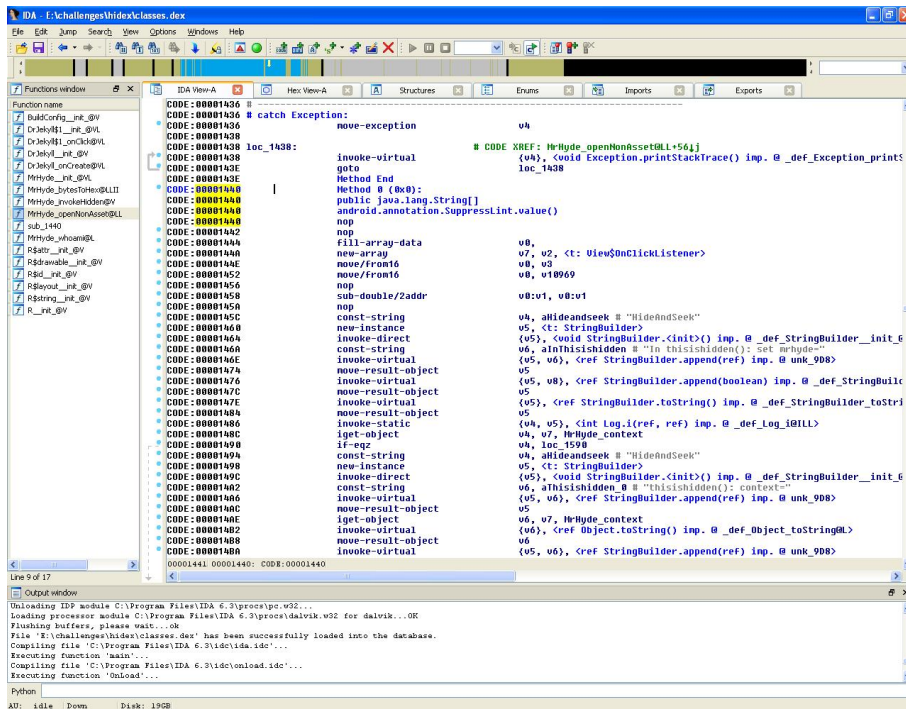 IDA - E:\challenges\hidex\classes.dex
File Edit Jump Search View Options Windows Help
Functions window
IDA View-A Hex View-A Structures Enums Imports Exports
Function name
BuildConfig__init_@V
DrJekyll$1__init_@VL
DrJekyll$1_onClick@VL
DrJekyll__init_@V
DrJekyll_onCreate@VL
MrHyde__init_@VL
MrHyde_bytesToHex@LLII
MrHyde_invokeHidden@V
MrHyde_openNonAsset@LL
sub_1440
MrHyde_whoami@L
R$attr__init_@V
R$drawable__init_@V
R$id__init_@V
R$layout__init_@V
R$string__init_@V
R__init_@V
Line 9 of 17
CODE:00001436 # ---------------------------------------------------------------------------
CODE:00001436 # catch Exception:
CODE:00001436 move-exception v4
CODE:00001438
CODE:00001438 loc_1438: # CODE XREF: MrHyde_openNonAsset@LL+56↓j
CODE:00001438 invoke-virtual {v4}, <void Exception.printStackTrace() imp. @ _def_Exception_printS
CODE:0000143E goto loc_1438
CODE:0000143E Method End
CODE:00001440 Method 0 (0x0):
CODE:00001440 public java.lang.String[]
CODE:00001440 android.annotation.SuppressLint.value()
CODE:00001440 nop
CODE:00001442 nop
CODE:00001444 fill-array-data v0,
CODE:0000144A new-array v7, v2, <t: View$OnClickListener>
CODE:0000144E move/from16 v0, v3
CODE:00001452 move/from16 v0, v10969
CODE:00001456 nop
CODE:00001458 sub-double/2addr v0:v1, v0:v1
CODE:0000145A nop
CODE:0000145C const-string v4, aHideandseek # "HideAndSeek"
CODE:00001460 new-instance v5, <t: StringBuilder>
CODE:00001464 invoke-direct {v5}, <void StringBuilder.<init>() imp. @ _def_StringBuilder__init_@
CODE:0000146A const-string v6, aInThisishidden # "In thisishidden(): set mrhyde="
CODE:0000146E invoke-virtual {v5, v6}, <ref StringBuilder.append(ref) imp. @ unk_9D8>
CODE:00001474 move-result-object v5
CODE:00001476 invoke-virtual {v5, v8}, <ref StringBuilder.append(boolean) imp. @ _def_StringBuilc
CODE:0000147C move-result-object v5
CODE:0000147E invoke-virtual {v5}, <ref StringBuilder.toString() imp. @ _def_StringBuilder_toStri
CODE:00001484 move-result-object v5
CODE:00001486 invoke-static {v4, v5}, <int Log.i(ref, ref) imp. @ _def_Log_i@ILL>
CODE:0000148C iget-object v4, v7, MrHyde_context
CODE:00001490 if-eqz v4, loc_1590
CODE:00001494 const-string v4, aHideandseek # "HideAndSeek"
CODE:00001498 new-instance v5, <t: StringBuilder>
CODE:0000149C invoke-direct {v5}, <void StringBuilder.<init>() imp. @ _def_StringBuilder__init_@
CODE:000014A2 const-string v6, aThisishidden_0 # "thisishidden(): context="
CODE:000014A6 invoke-virtual {v5, v6}, <ref StringBuilder.append(ref) imp. @ unk_9D8>
CODE:000014AC move-result-object v5
CODE:000014AE iget-object v6, v7, MrHyde_context
CODE:000014B2 invoke-virtual {v6}, <ref Object.toString() imp. @ _def_Object_toString@L>
CODE:000014B8 move-result-object v6
CODE:000014BA invoke-virtual {v5, v6}, <ref StringBuilder.append(ref) imp. @ unk_9D8>
00001441 00001440: CODE:00001440
Output window
Unloading IDP module C:\Program Files\IDA 6.3\procs\pc.w32...
Loading processor module C:\Program Files\IDA 6.3\procs\dalvik.w32 for dalvik...OK
Flushing buffers, please wait...ok
File 'E:\challenges\hidex\classes.dex' has been successfully loaded into the database.
Compiling file 'C:\Program Files\IDA 6.3\idc\ida.idc'...
Executing function 'main'...
Compiling file 'C:\Program Files\IDA 6.3\idc\onload.idc'...
Executing function 'OnLoad'...
Python
AU: idle Down Disk: 19GB